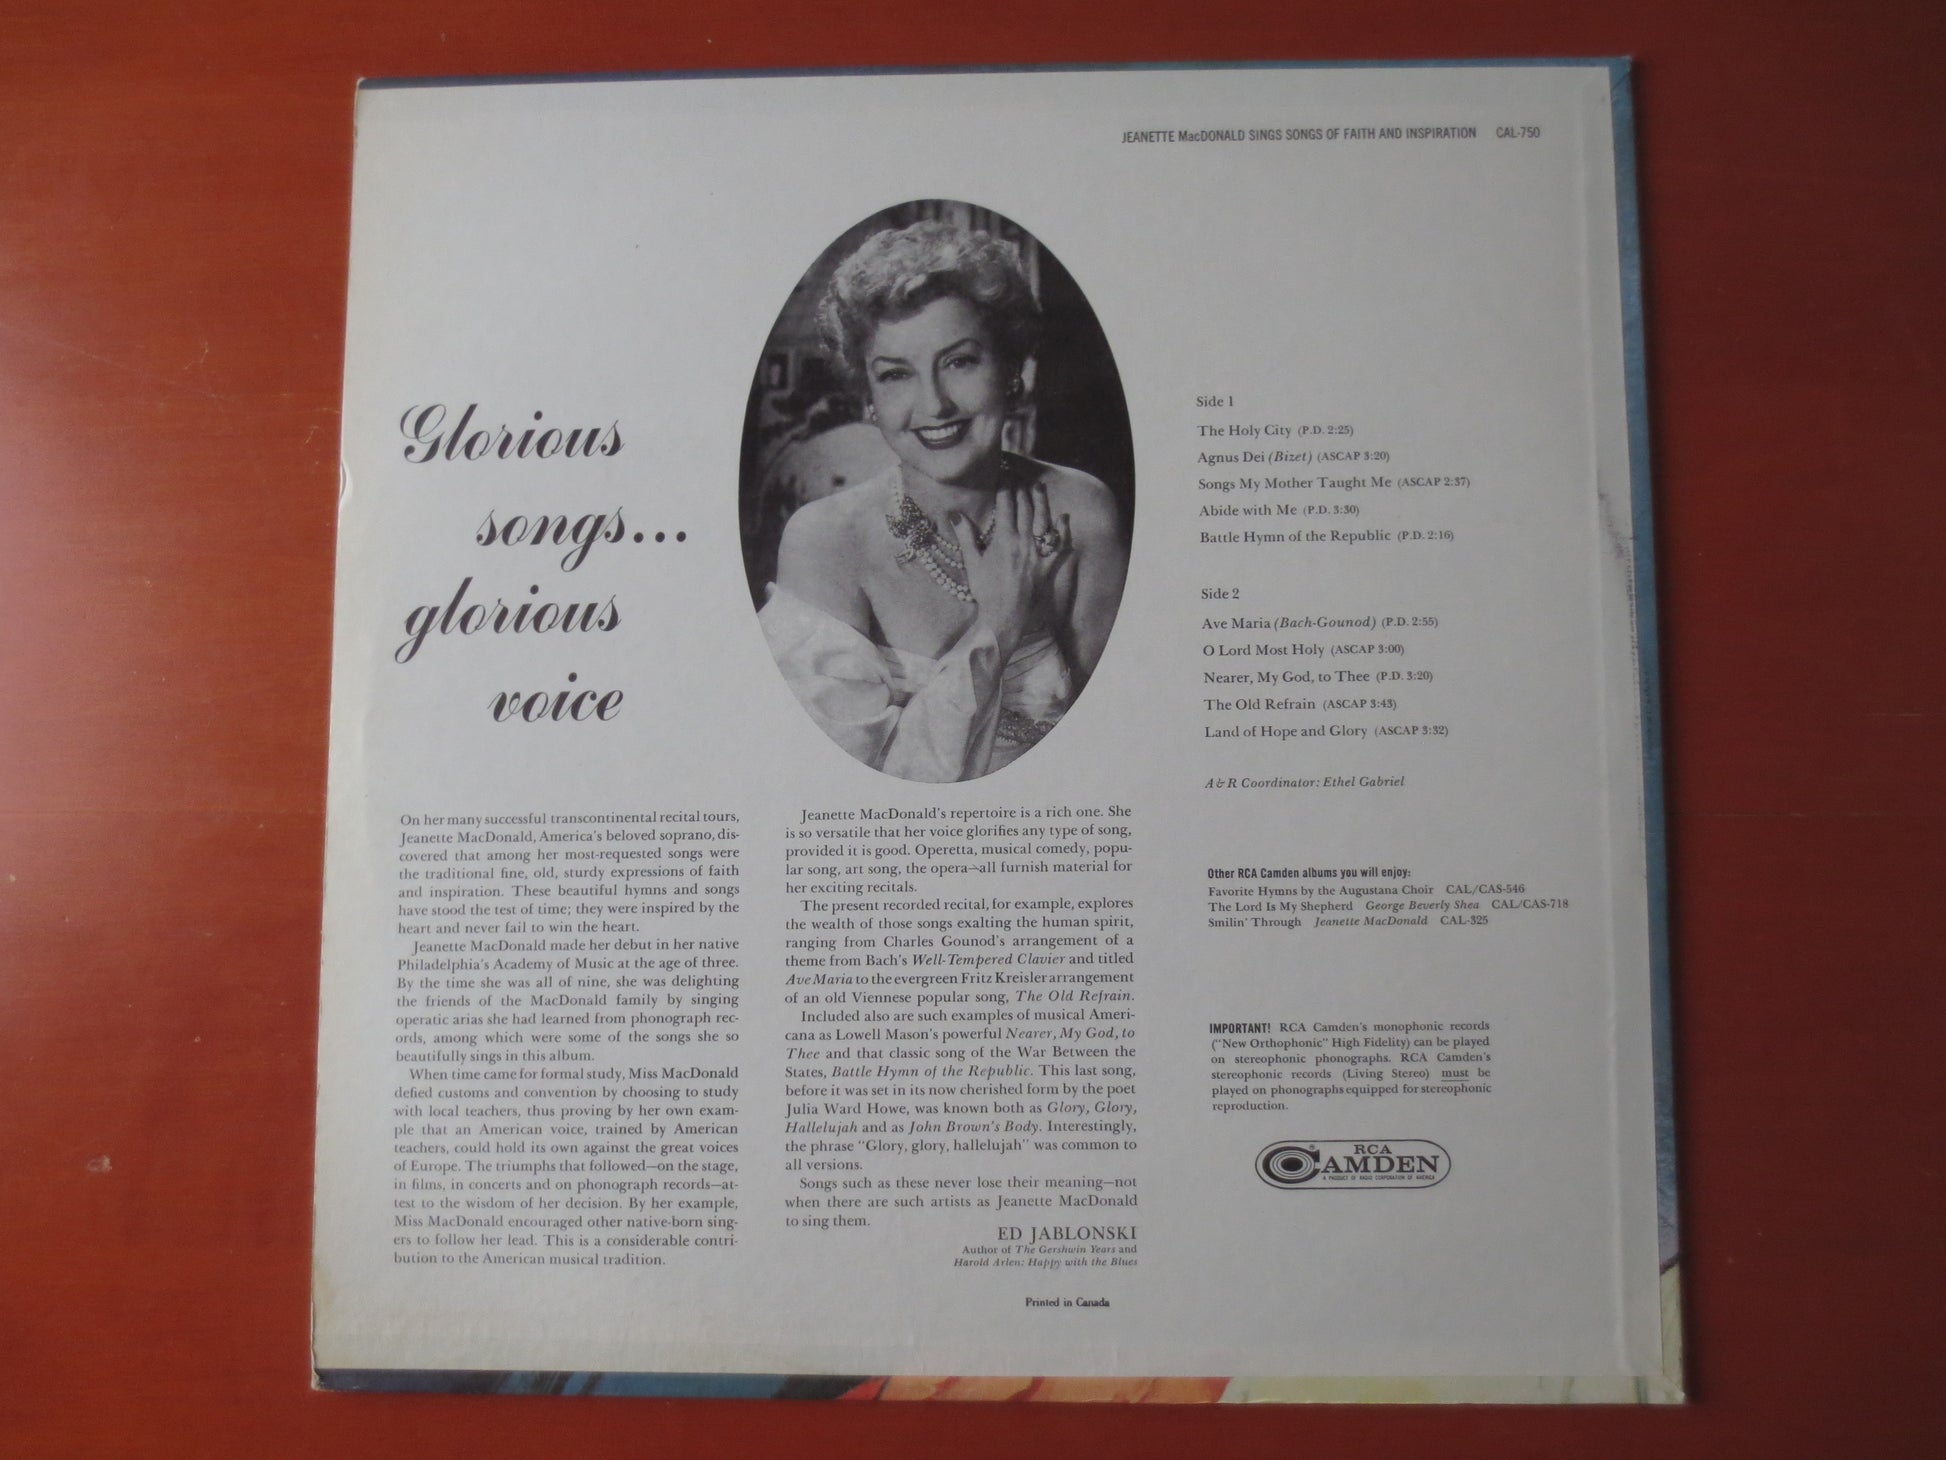 JEANETTE MacDONALD SINGS SONGS OF FAITH AND INSPIRATION CAL-750
Glorious
songs...
glorious
voice
On her many successful transcontinental recital tours,
Jeanette MacDonald, America's beloved soprano, dis-
covered that among her most-requested songs were
the traditional fine, old, sturdy expressions of faith
and inspiration. These beautiful hymns and songs
have stood the test of time; they were inspired by the
heart and never fail to win the heart.
Jeanette MacDonald made her debut in her native
Philadelphia's Academy of Music at the age of three.
By the time she was all of nine, she was delighting
the friends of the MacDonald family by singing
operatic arias she had learned from phonograph rec-
ords, among which were some of the songs she so
beautifully sings in this album.
When time came for formal study, Miss MacDonald
defied customs and convention by choosing to study
with local teachers, thus proving by her own exam-
ple that an American voice, trained by American
teachers, could hold its own against the great voices
of Europe. The triumphs that followed—on the stage,
in films, in concerts and on phonograph records—at-
test to the wisdom of her decision. By her example,
Miss MacDonald encouraged other native-born sing-
ers to follow her lead. This is a considerable contri-
bution to the American musical tradition.
Jeanette MacDonald's repertoire is a rich one. She
is so versatile that her voice glorifies any type of song,
provided it is good. Operetta, musical comedy, popu-
lar song, art song, the opera—all furnish material for
her exciting recitals.
The present recorded recital, for example, explores
the wealth of those songs exalting the human spirit,
ranging from Charles Gounod's arrangement of a
theme from Bach's Well-Tempered Clavier and titled
Ave Maria to the evergreen Fritz Kreisler arrangement
of an old Viennese popular song, The Old Refrain.
Included also are such examples of musical Ameri-
cana as Lowell Mason's powerful Nearer, My God, to
Thee and that classic song of the War Between the
States, Battle Hymn of the Republic. This last song,
before it was set in its now cherished form by the poet
Julia Ward Howe, was known both as Glory, Glory,
Hallelujah and as John Brown's Body. Interestingly,
the phrase "Glory, glory, hallelujah" was common to
all versions.
Songs such as these never lose their meaning—not
when there are such artists as Jeanette MacDonald
to sing them.
ED JABLONSKI
Author of The Gershwin Years and
Harold Arlen: Happy with the Blues
Printed in Canada
Side 1
The Holy City (P.D. 2:25)
Agnus Dei (Bizet) (ASCAP 3:20)
Songs My Mother Taught Me (ASCAP 2:37)
Abide with Me (P.D. 3:30)
Battle Hymn of the Republic (P.D. 2:16)
Side 2
Ave Maria (Bach-Gounod) (P.D. 2:55)
O Lord Most Holy (ASCAP 3:00)
Nearer, My God, to Thee (P.D. 3:20)
The Old Refrain (ASCAP 3:43)
Land of Hope and Glory (ASCAP 3:32)
A & R Coordinator: Ethel Gabriel
Other RCA Camden albums you will enjoy:
Favorite Hymns by the Augustana Choir CAL/CAS-546
The Lord Is My Shepherd George Beverly Shea CAL/CAS-718
Smilin' Through Jeanette MacDonald CAL-325
IMPORTANT! RCA Camden's monophonic records
("New Orthophonic" High Fidelity) can be played
on stereophonic phonographs. RCA Camden's
stereophonic records (Living Stereo) must be
played on phonographs equipped for stereophonic
reproduction.
RCA
CAMDEN
A PRODUCT OF RADIO CORPORATION OF AMERICA